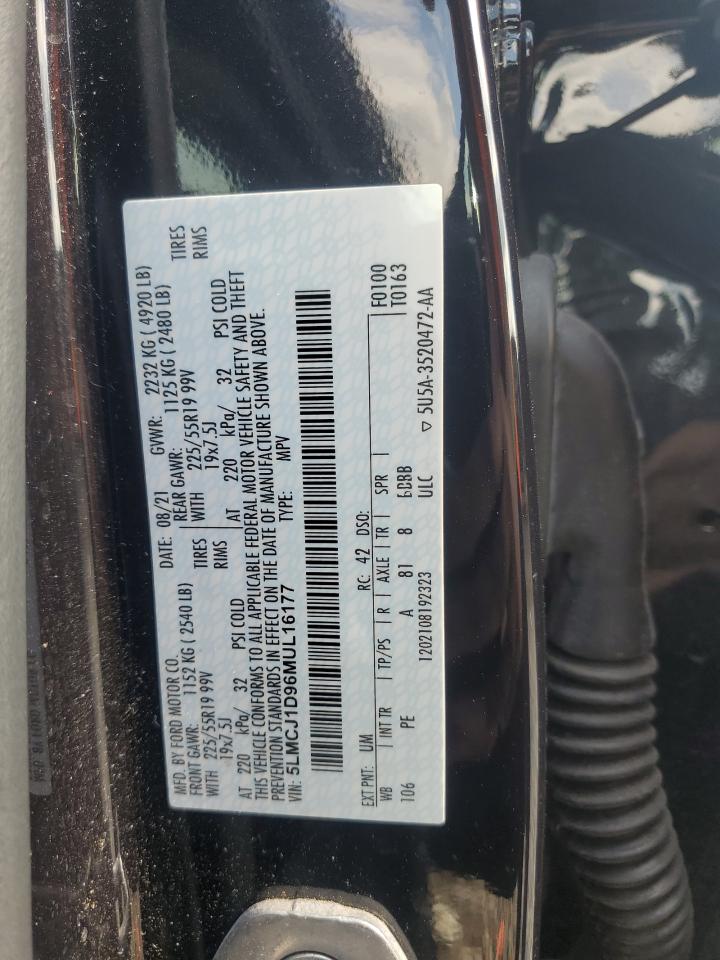 MFD. BY FORD MOTOR CO.
DATE: 08/21 GVWR: 2232 KG ( 4920 LB)
FRONT GAWR: 1152 KG ( 2540 LB) REAR GAWR: 1125 KG ( 2480 LB)
WITH 225/55R19 99V TIRES WITH 225/55R19 99V TIRES
19x7.5J RIMS 19x7.5J RIMS
AT 220 kPa/ 32 PSI COLD AT 220 kPa/ 32 PSI COLD
THIS VEHICLE CONFORMS TO ALL APPLICABLE FEDERAL MOTOR VEHICLE SAFETY AND THEFT
PREVENTION STANDARDS IN EFFECT ON THE DATE OF MANUFACTURE SHOWN ABOVE.
VIN: 5LMCJ1D96MUL16177 TYPE: MPV
EXT PNT: UM RC: 42 DSO: F0100
WB INT TR TP/PS R AXLE TR SPR T0163
106 PE A 81 8
1202108192323 ULC 5U5A-3520472-AA